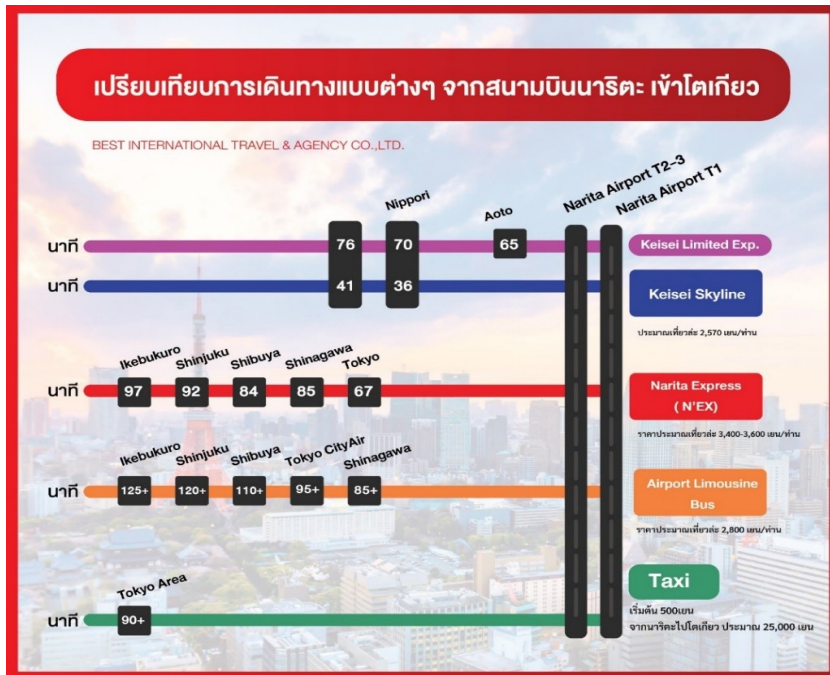 เปรียบเทียบการเดินทางแบบต่างๆ จากสนามบินนาริตะ เข้าโตเกียว
BEST INTERNATIONAL TRAVEL & AGENCY CO.,LTD.
Nippori
Aoto
Narita Airport T2-3
Narita Airport T1
นาที
76
70
65
Keisei Limited Exp.
นาที
41
36
Keisei Skyline
ประมาณเที่ยวล่ะ 2,570 เยน/ท่าน
Ikebukuro
Shinjuku
Shibuya
Shinagawa
Tokyo
นาที
97
92
84
85
67
Narita Express
( N'EX)
ราคาประมาณเที่ยวล่ะ 3,400-3,600 เยน/ท่าน
Ikebukuro
Shinjuku
Shibuya
Tokyo CityAir
Shinagawa
นาที
125+
120+
110+
95+
85+
Airport Limousine
Bus
ราคาประมาณเที่ยวล่ะ 2,800 เยน/ท่าน
Tokyo Area
นาที
90+
Taxi
เริ่มต้น 500เยน
จากนาริตะไปโตเกียว ประมาณ 25,000 เยน